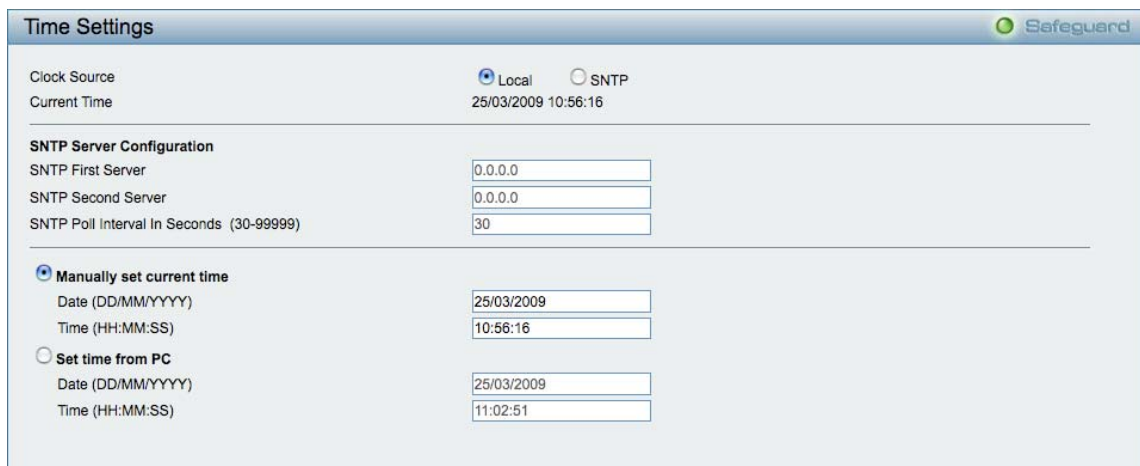 Time Settings
Safeguard
Clock Source Local SNTP
Current Time 25/03/2009 10:56:16
SNTP Server Configuration
SNTP First Server 0.0.0.0
SNTP Second Server 0.0.0.0
SNTP Poll Interval In Seconds (30-99999) 30
Manually set current time
Date (DD/MM/YYYY) 25/03/2009
Time (HH:MM:SS) 10:56:16
Set time from PC
Date (DD/MM/YYYY) 25/03/2009
Time (HH:MM:SS) 11:02:51